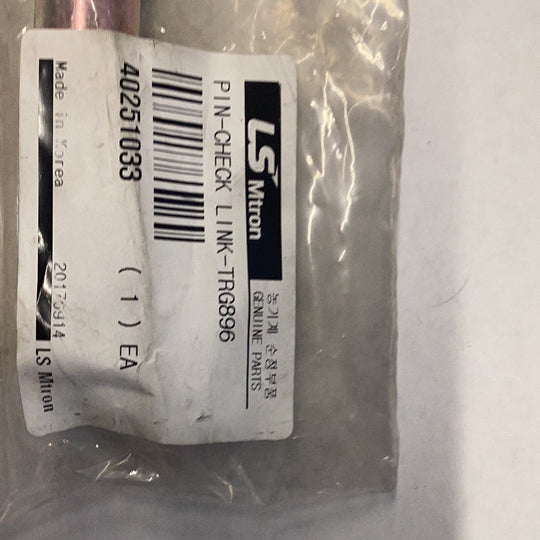 LS Mtron
농기계 순정부품
GENUINE PARTS
PIN-CHECK LINK-TRG896
40251033 ( 1 ) EA
Made in Korea 20170914
LS Mtron